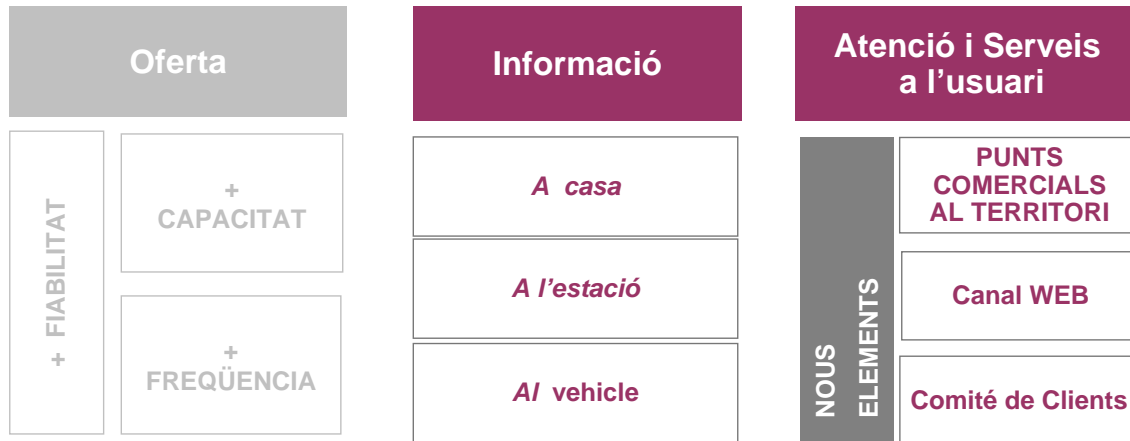 Oferta
+ FIABILITAT
+
CAPACITAT
+
FREQÜENCIA
Informació
A casa
A l’estació
Al vehicle
Atenció i Serveis
a l’usuari
NOUS
ELEMENTS
PUNTS
COMERCIALS
AL TERRITORI
Canal WEB
Comité de Clients